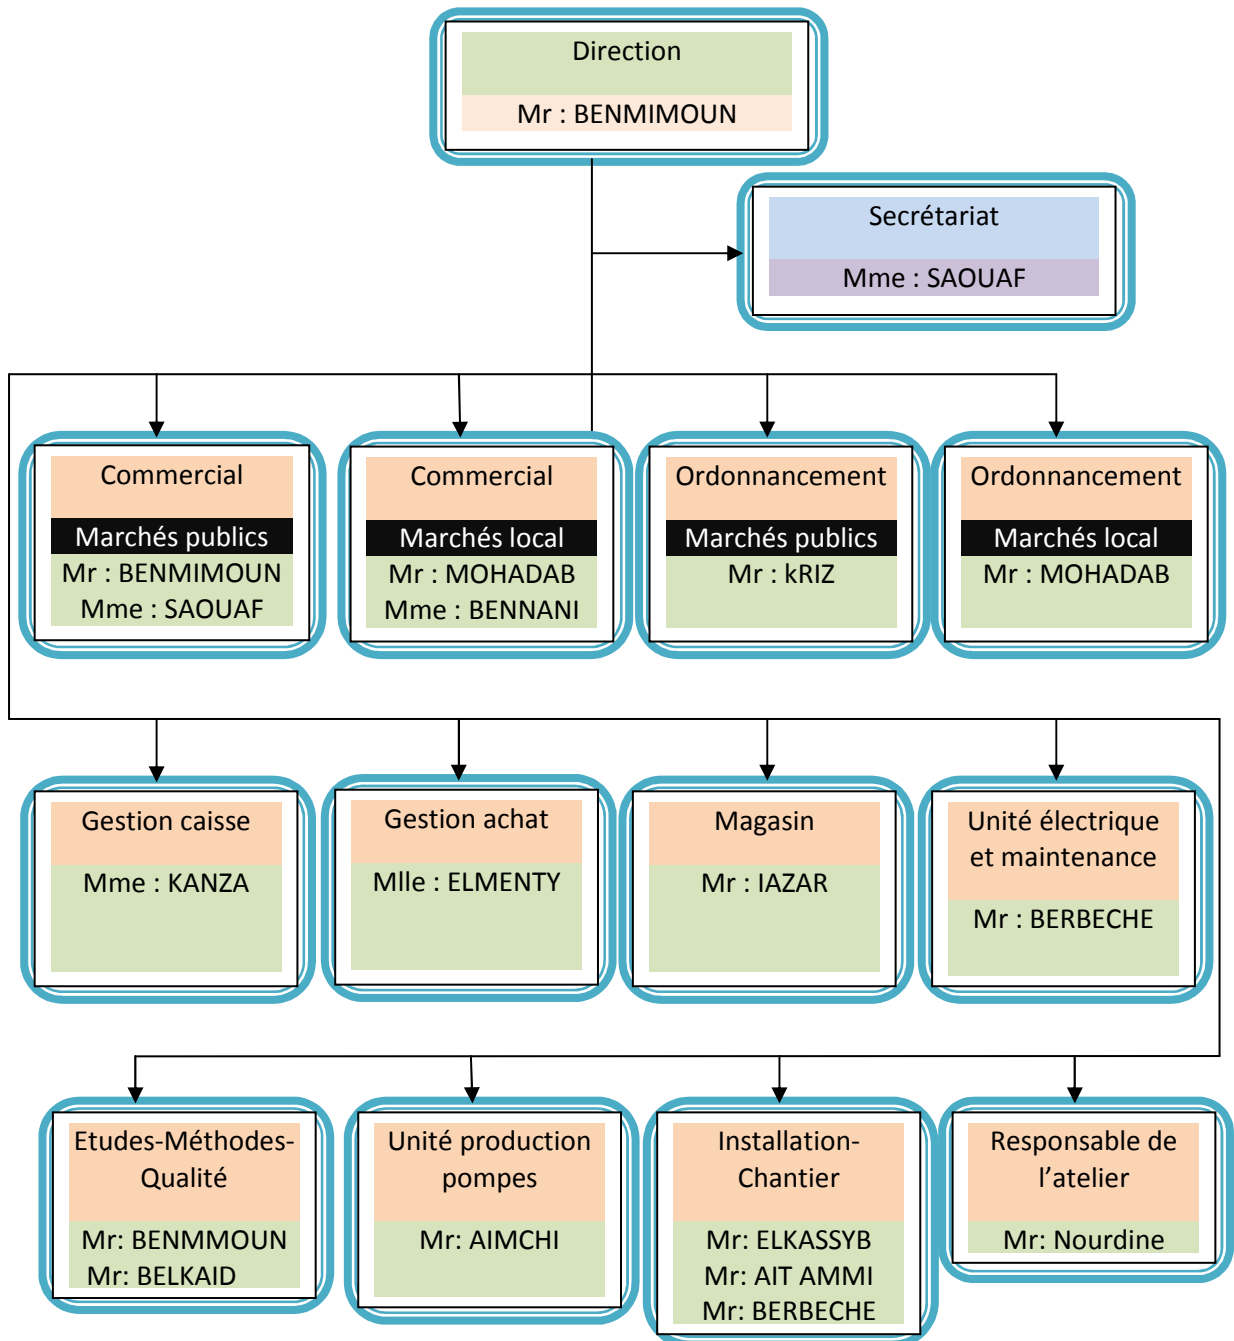 Direction
Mr : BENMIMOUN
Secrétariat
Mme : SAOUAF
Commercial
Marchés publics
Mr : BENMIMOUN
Mme : SAOUAF
Commercial
Marchés local
Mr : MOHADAB
Mme : BENNANI
Ordonnancement
Marchés publics
Mr : kRIZ
Ordonnancement
Marchés local
Mr : MOHADAB
Gestion caisse
Mme : KANZA
Gestion achat
Mlle : ELMENTY
Magasin
Mr : IAZAR
Unité électrique
et maintenance
Mr : BERBECHE
Etudes-Méthodes-
Qualité
Mr: BENMMOUN
Mr: BELKAID
Unité production
pompes
Mr: AIMCHI
Installation-
Chantier
Mr: ELKASSYB
Mr: AIT AMMI
Mr: BERBECHE
Responsable de
l’atelier
Mr: Nourdine